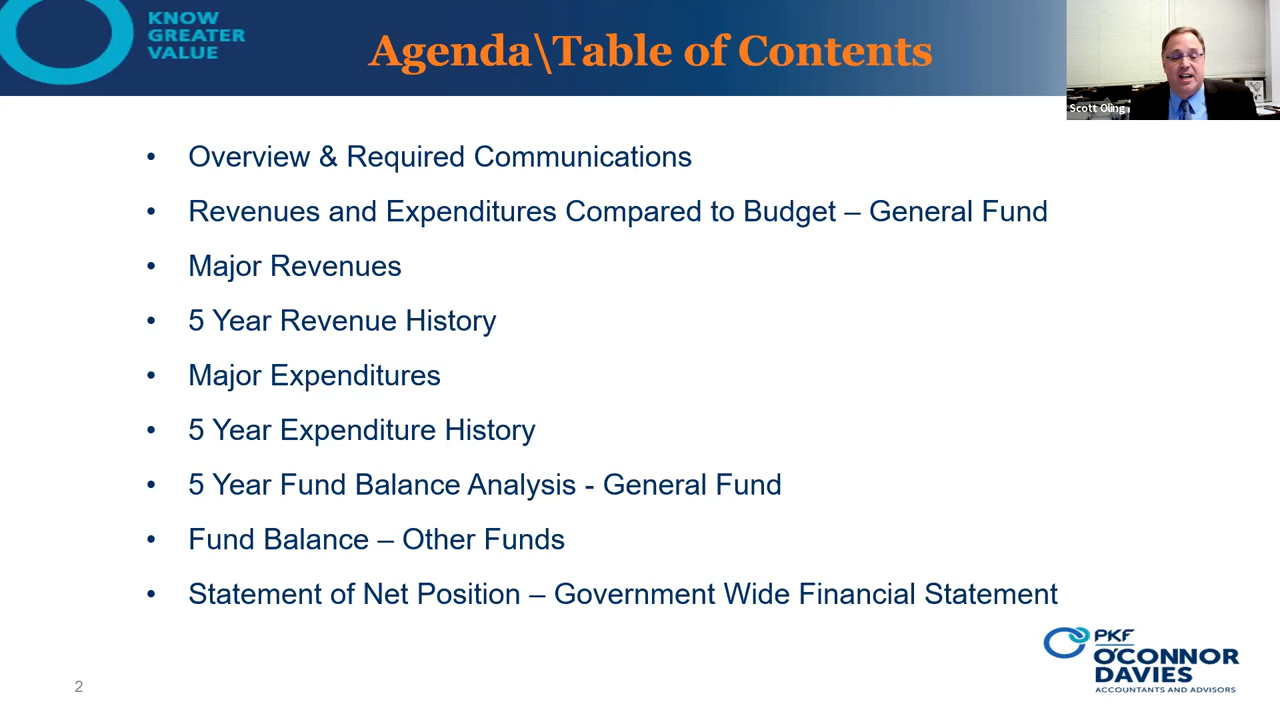 KNOW
GREATER
VALUE
Agenda\Table of Contents
Scott Oling
• Overview & Required Communications
• Revenues and Expenditures Compared to Budget – General Fund
• Major Revenues
• 5 Year Revenue History
• Major Expenditures
• 5 Year Expenditure History
• 5 Year Fund Balance Analysis - General Fund
• Fund Balance – Other Funds
• Statement of Net Position – Government Wide Financial Statement
PKF
O'CONNOR
DAVIES
ACCOUNTANTS AND ADVISORS
2